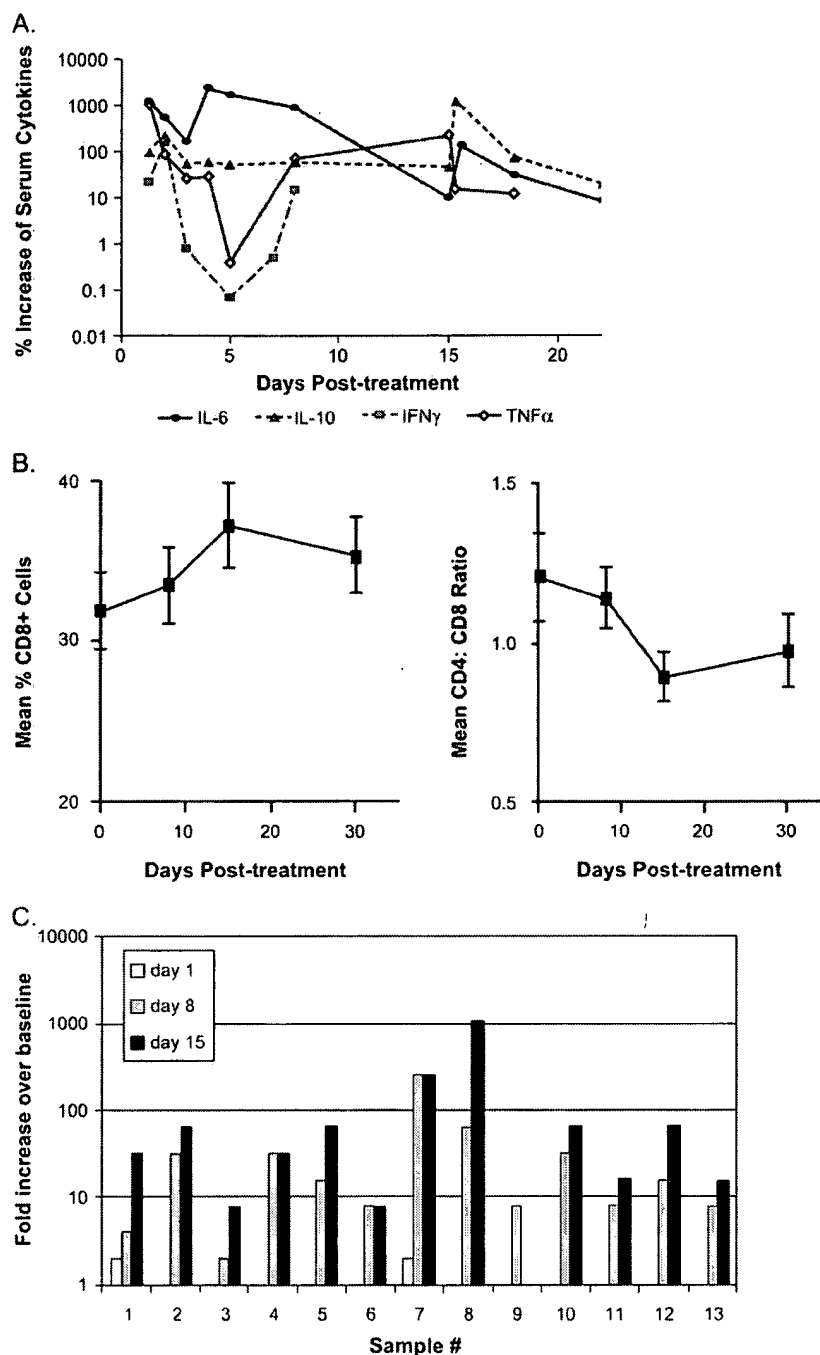 A.
% Increase of Serum Cytokines
10000
1000
100
10
1
0.1
0.01
0 5 10 15 20
Days Post-treatment
IL-6 IL-10 IFNγ TNFα
B.
Mean % CD8+ Cells
40
30
20
0 10 20 30
Days Post-treatment
Mean CD4: CD8 Ratio
1.5
1.0
0.5
0 10 20 30
Days Post-treatment
C.
Fold increase over baseline
10000
1000
100
10
1
day 1
day 8
day 15
1 2 3 4 5 6 7 8 9 10 11 12 13
Sample #